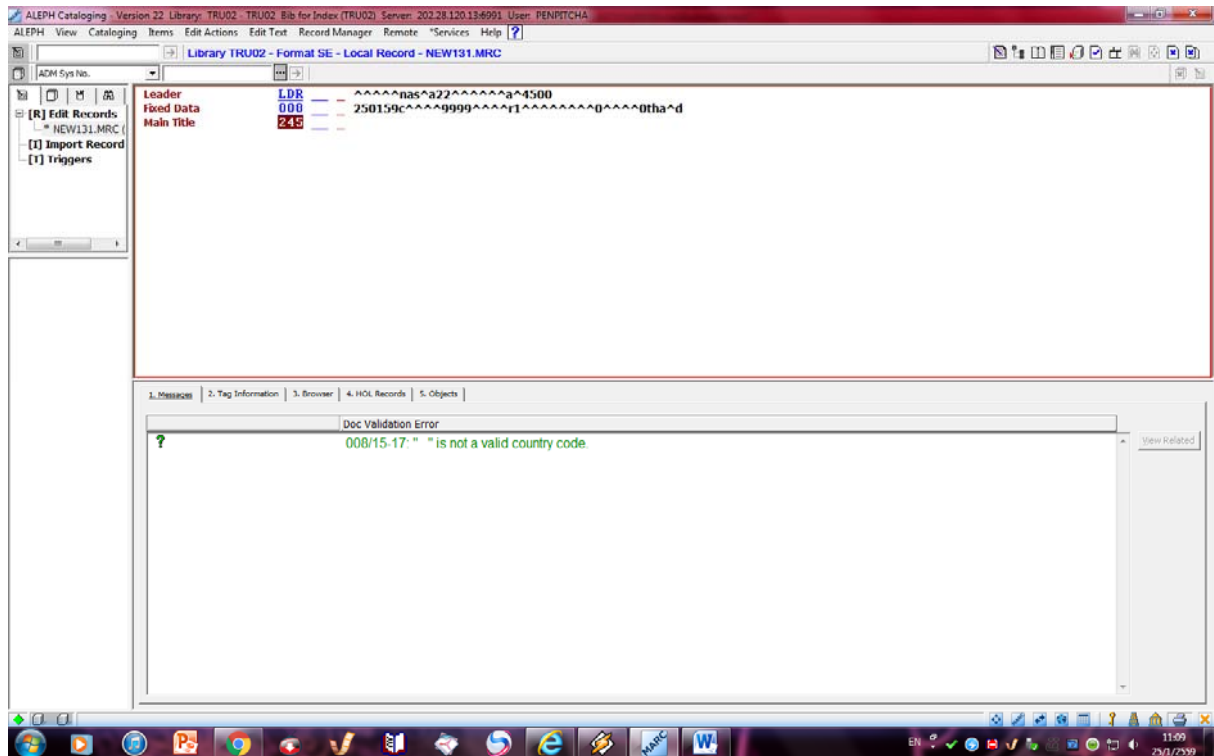 ALEPH Cataloging - Version 22 Library: TRU02 - TRU02 Bib for Index (TRU02) Server: 202.28.120.13:6991 User: PENPITCHA
ALEPH View Cataloging Items Edit Actions Edit Text Record Manager Remote *Services Help ?
Library TRU02 - Format SE - Local Record - NEW131.MRC
ADM Sys No.
[R] Edit Records
* NEW131.MRC (
[I] Import Record
[T] Triggers
Leader LDR __ _ ^^^^^nas^a22^^^^^^a^4500
Fixed Data 008 __ _ 250159c^^^^9999^^^^r1^^^^^^^^0^^^^0tha^d
Main Title 245 __ _
1. Messages 2. Tag Information 3. Browser 4. HOL Records 5. Objects
Doc Validation Error
? 008/15-17: " " is not a valid country code.
View Related
MARC
EN 11:09
25/1/2559